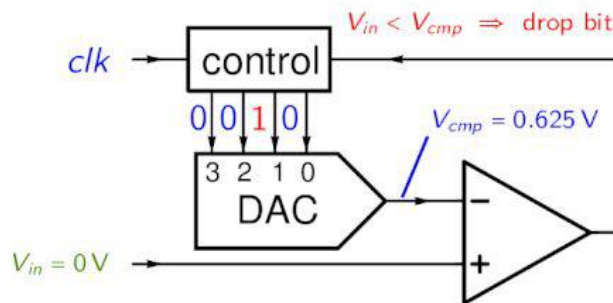 V_in < V_cmp ⇒ drop bit
clk
control
0 0 1 0
V_cmp = 0.625 V
3 2 1 0
DAC
−
V_in = 0 V
+